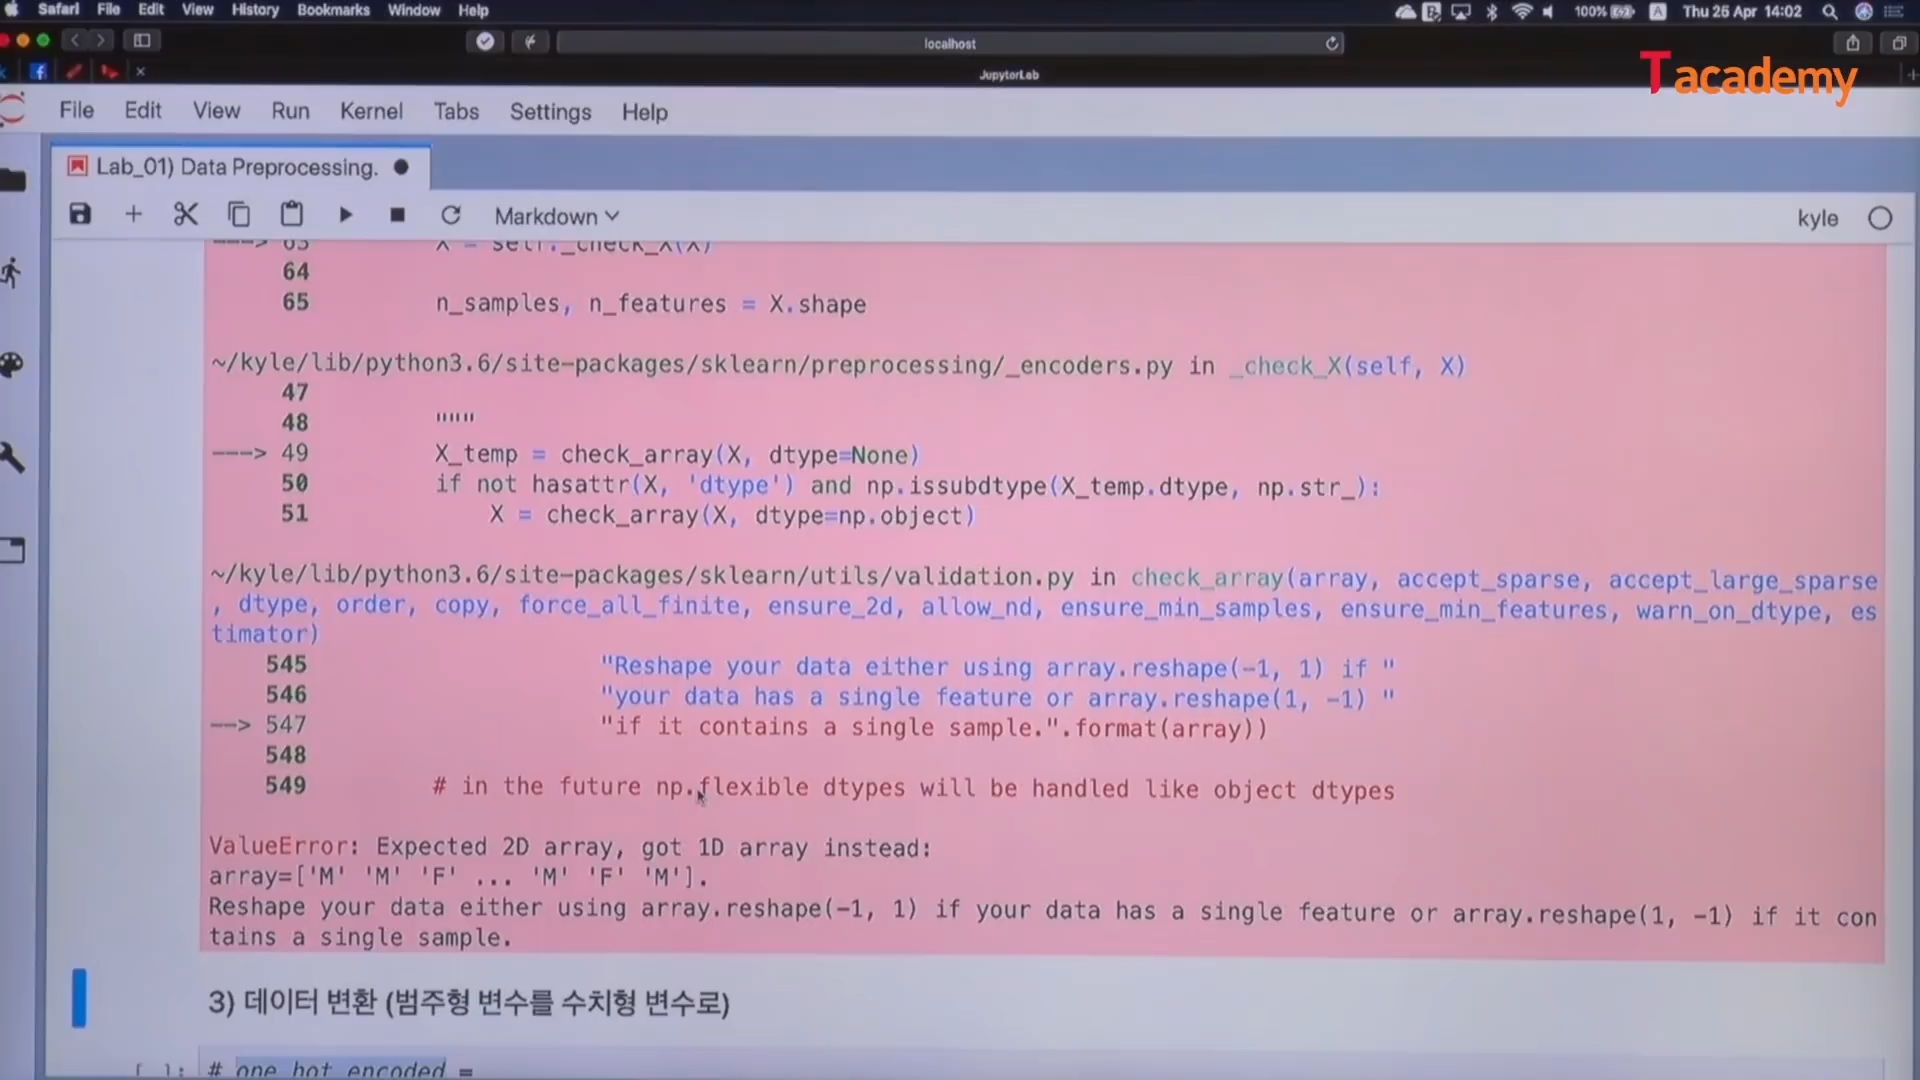 Safari File Edit View History Bookmarks Window Help
100% A Thu 25 Apr 14:02
localhost
JupyterLab
Tacademy
File Edit View Run Kernel Tabs Settings Help
Lab_01) Data Preprocessing.
Markdown
kyle
---> 63 X = self._check_X(X)
64
65 n_samples, n_features = X.shape
~/kyle/lib/python3.6/site-packages/sklearn/preprocessing/_encoders.py in _check_X(self, X)
47
48 """
---> 49 X_temp = check_array(X, dtype=None)
50 if not hasattr(X, 'dtype') and np.issubdtype(X_temp.dtype, np.str_):
51 X = check_array(X, dtype=np.object)
~/kyle/lib/python3.6/site-packages/sklearn/utils/validation.py in check_array(array, accept_sparse, accept_large_sparse
, dtype, order, copy, force_all_finite, ensure_2d, allow_nd, ensure_min_samples, ensure_min_features, warn_on_dtype, es
timator)
545 "Reshape your data either using array.reshape(-1, 1) if "
546 "your data has a single feature or array.reshape(1, -1) "
--> 547 "if it contains a single sample.".format(array))
548
549 # in the future np.flexible dtypes will be handled like object dtypes
ValueError: Expected 2D array, got 1D array instead:
array=['M' 'M' 'F' ... 'M' 'F' 'M'].
Reshape your data either using array.reshape(-1, 1) if your data has a single feature or array.reshape(1, -1) if it con
tains a single sample.
3) 데이터 변환 (범주형 변수를 수치형 변수로)
[ ]: # one_hot_encoded =